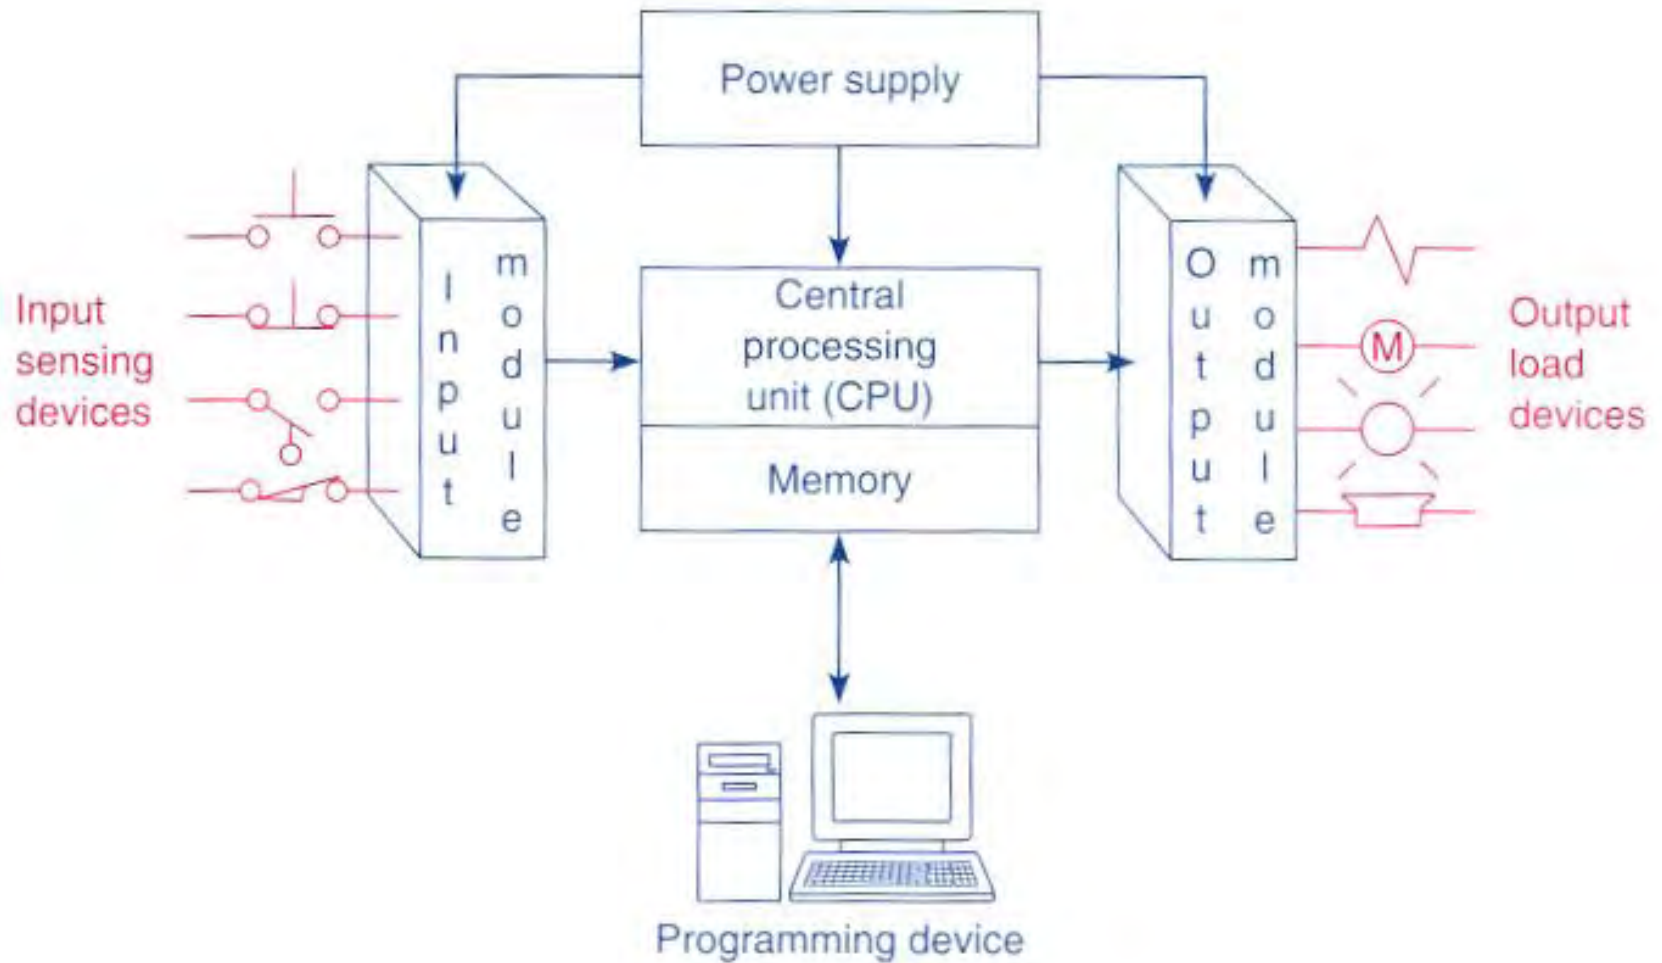 Power supply
Input
sensing
devices
Input
module
Central
processing
unit (CPU)
Memory
Output
module
M
Output
load
devices
Programming device